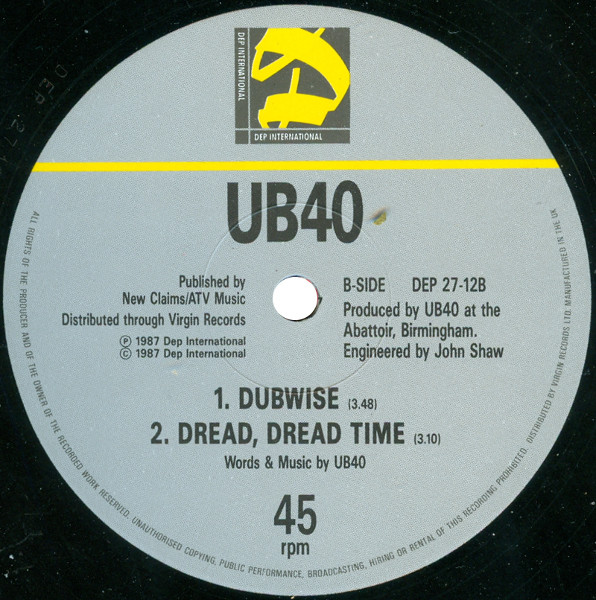 DEP INTERNATIONAL
DEP INTERNATIONAL
UB40
Published by
New Claims/ATV Music
Distributed through Virgin Records
Ⓟ 1987 Dep International
© 1987 Dep International
B-SIDE DEP 27-12B
Produced by UB40 at the
Abattoir, Birmingham.
Engineered by John Shaw
1. DUBWISE (3.48)
2. DREAD, DREAD TIME (3.10)
Words & Music by UB40
45
rpm
ALL RIGHTS OF THE PRODUCER AND OF THE OWNER OF THE RECORDED WORK RESERVED. UNAUTHORISED COPYING, PUBLIC PERFORMANCE, BROADCASTING, HIRING OR RENTAL OF THIS RECORDING PROHIBITED. DISTRIBUTED BY VIRGIN RECORDS LTD. MANUFACTURED IN THE UK